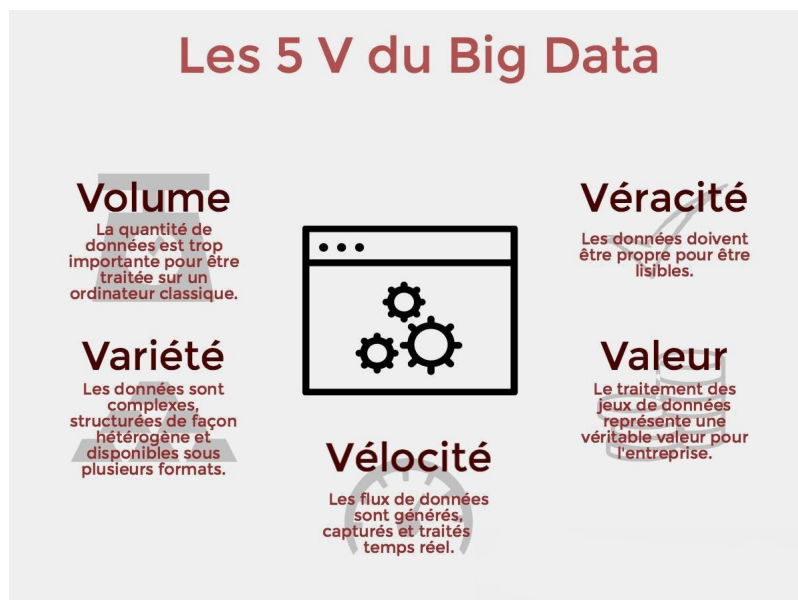 Les 5 V du Big Data
Volume
La quantité de
données est trop
importante pour être
traitée sur un
ordinateur classique.
Variété
Les données sont
complexes,
structurées de façon
hétérogène et
disponibles sous
plusieurs formats.
Vélocité
Les flux de données
sont générés,
capturés et traités
temps réel.
Véracité
Les données doivent
être propre pour être
lisibles.
Valeur
Le traitement des
jeux de données
représente une
véritable valeur pour
l'entreprise.